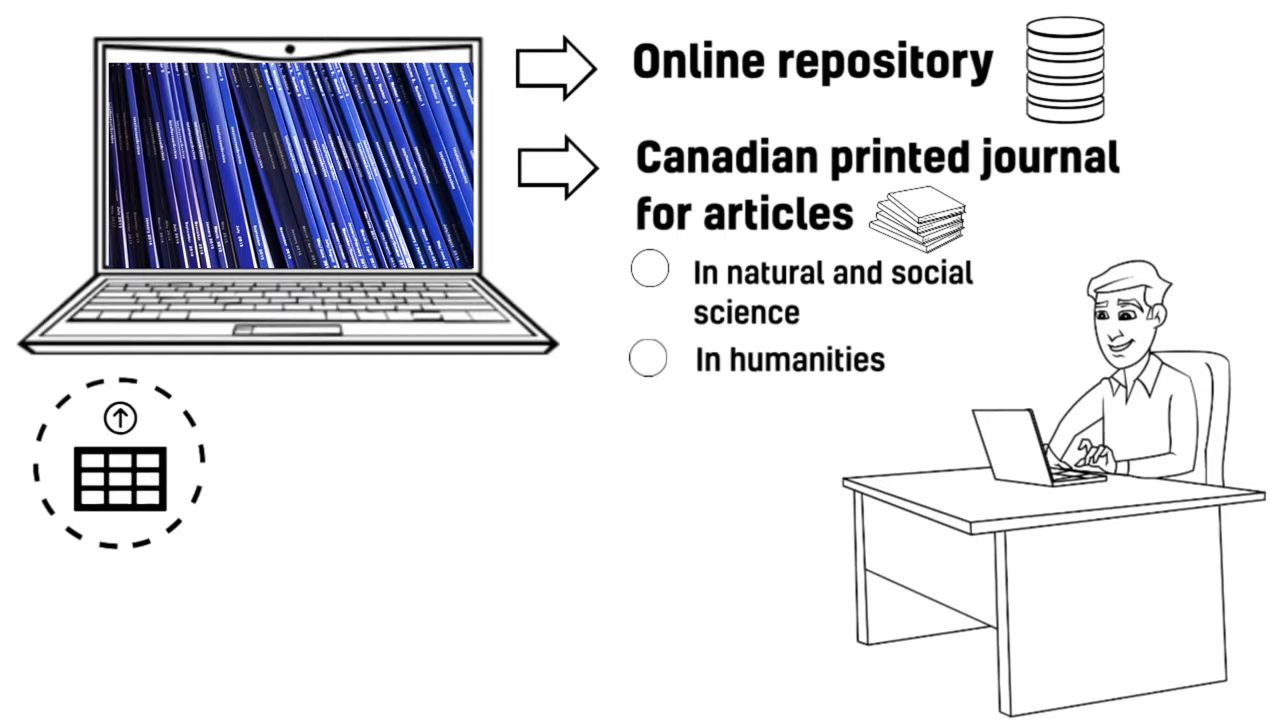 Online repository
Canadian printed journal
for articles
In natural and social
science
In humanities